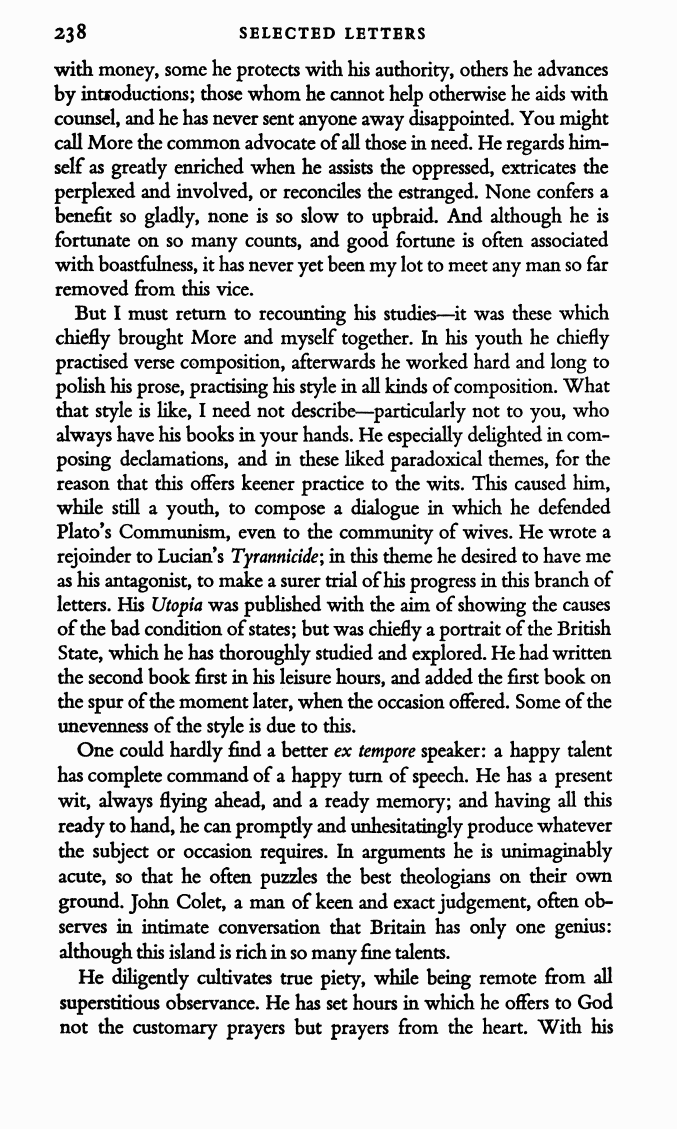 238 SELECTED LETTERS
with money, some he protects with his authority, others he advances
by introductions; those whom he cannot help otherwise he aids with
counsel, and he has never sent anyone away disappointed. You might
call More the common advocate of all those in need. He regards him-
self as greatly enriched when he assists the oppressed, extricates the
perplexed and involved, or reconciles the estranged. None confers a
benefit so gladly, none is so slow to upbraid. And although he is
fortunate on so many counts, and good fortune is often associated
with boastfulness, it has never yet been my lot to meet any man so far
removed from this vice.
But I must return to recounting his studies—it was these which
chiefly brought More and myself together. In his youth he chiefly
practised verse composition, afterwards he worked hard and long to
polish his prose, practising his style in all kinds of composition. What
that style is like, I need not describe—particularly not to you, who
always have his books in your hands. He especially delighted in com-
posing declamations, and in these liked paradoxical themes, for the
reason that this offers keener practice to the wits. This caused him,
while still a youth, to compose a dialogue in which he defended
Plato's Communism, even to the community of wives. He wrote a
rejoinder to Lucian's Tyrannicide; in this theme he desired to have me
as his antagonist, to make a surer trial of his progress in this branch of
letters. His Utopia was published with the aim of showing the causes
of the bad condition of states; but was chiefly a portrait of the British
State, which he has thoroughly studied and explored. He had written
the second book first in his leisure hours, and added the first book on
the spur of the moment later, when the occasion offered. Some of the
unevenness of the style is due to this.
One could hardly find a better ex tempore speaker: a happy talent
has complete command of a happy turn of speech. He has a present
wit, always flying ahead, and a ready memory; and having all this
ready to hand, he can promptly and unhesitatingly produce whatever
the subject or occasion requires. In arguments he is unimaginably
acute, so that he often puzzles the best theologians on their own
ground. John Colet, a man of keen and exact judgement, often ob-
serves in intimate conversation that Britain has only one genius:
although this island is rich in so many fine talents.
He diligently cultivates true piety, while being remote from all
superstitious observance. He has set hours in which he offers to God
not the customary prayers but prayers from the heart. With his